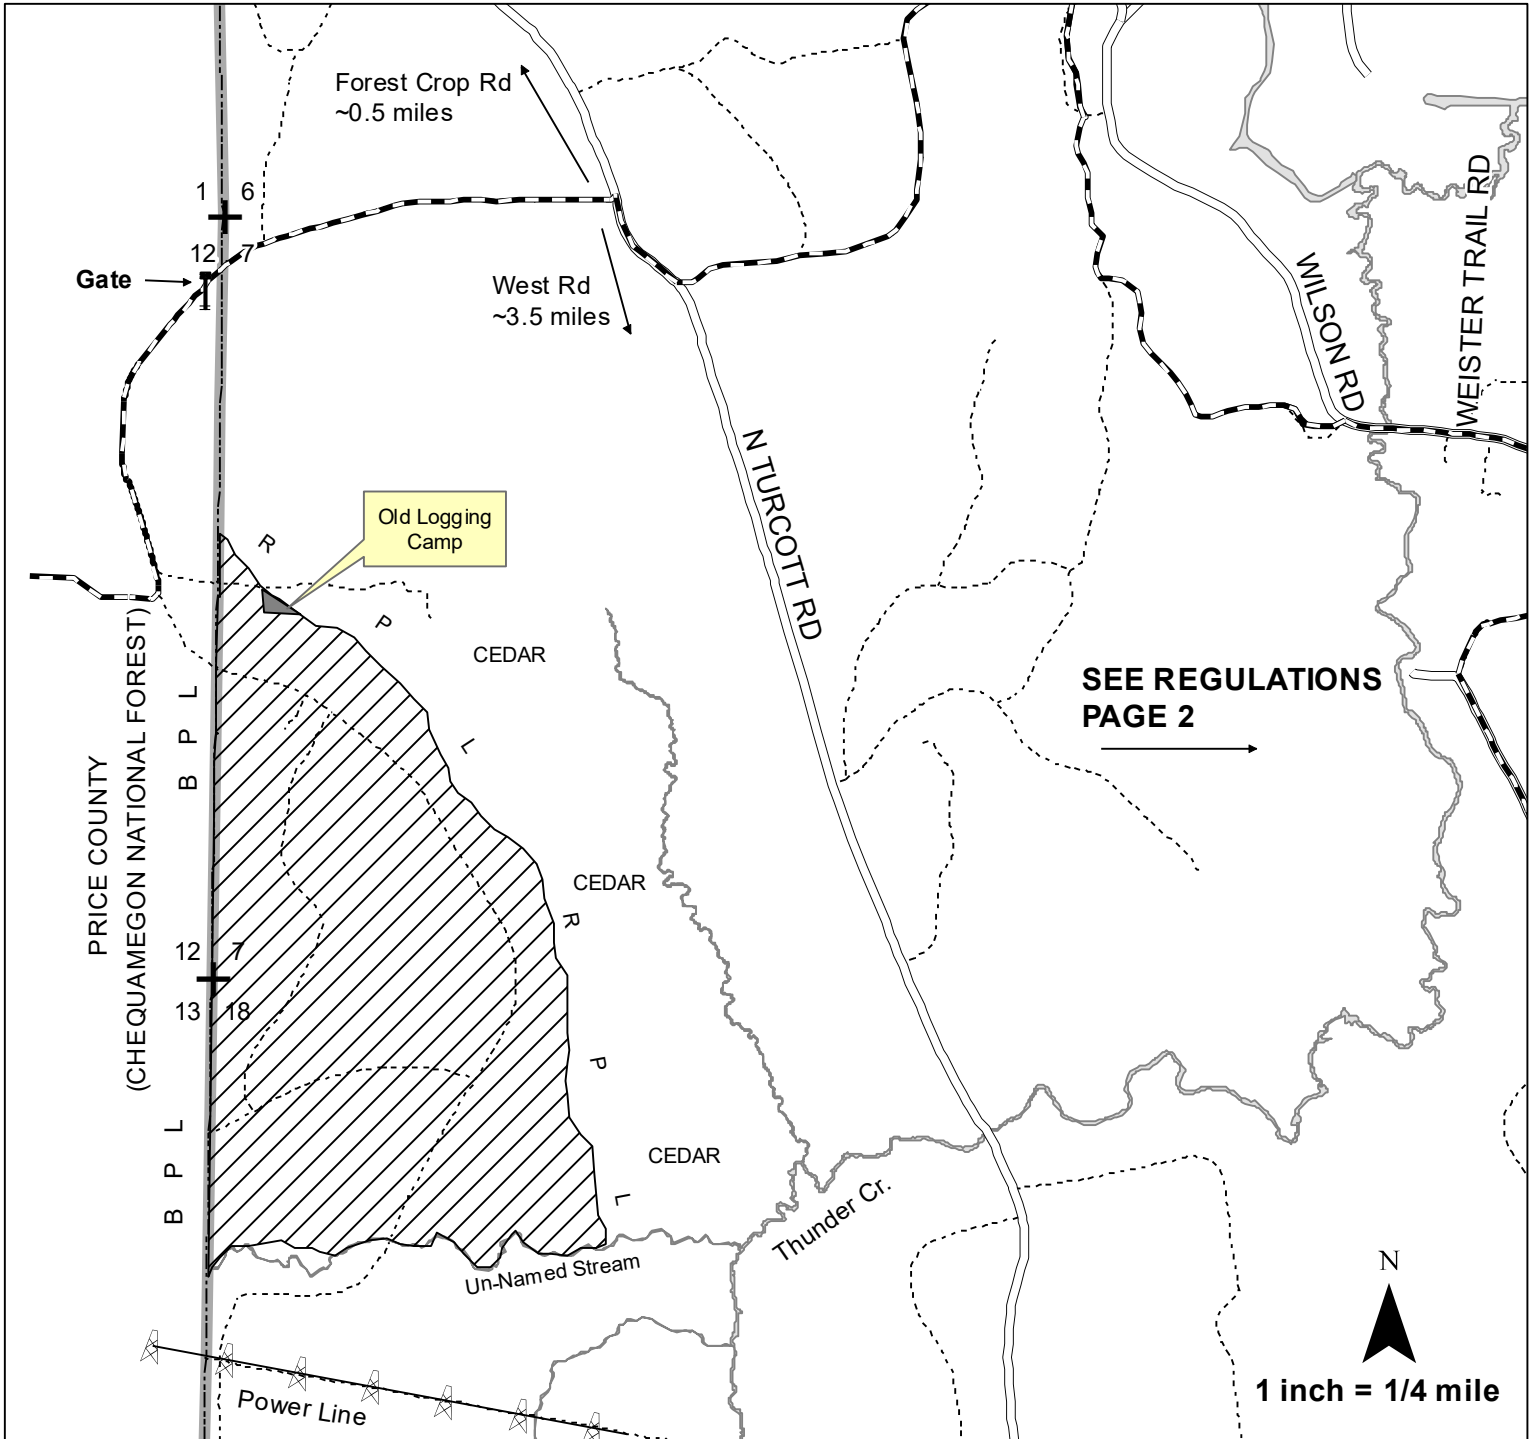 Forest Crop Rd
~0.5 miles
1 6
12 7
Gate
West Rd
~3.5 miles
WILSON RD
WEISTER TRAIL RD
N TURCOTT RD
Old Logging
Camp
R
P
L
R
P
L
CEDAR
CEDAR
CEDAR
SEE REGULATIONS
PAGE 2
PRICE COUNTY
(CHEQUAMEGON NATIONAL FOREST)
B P L
B P L
12 7
13 18
Thunder Cr.
Un-Named Stream
Power Line
N
1 inch = 1/4 mile